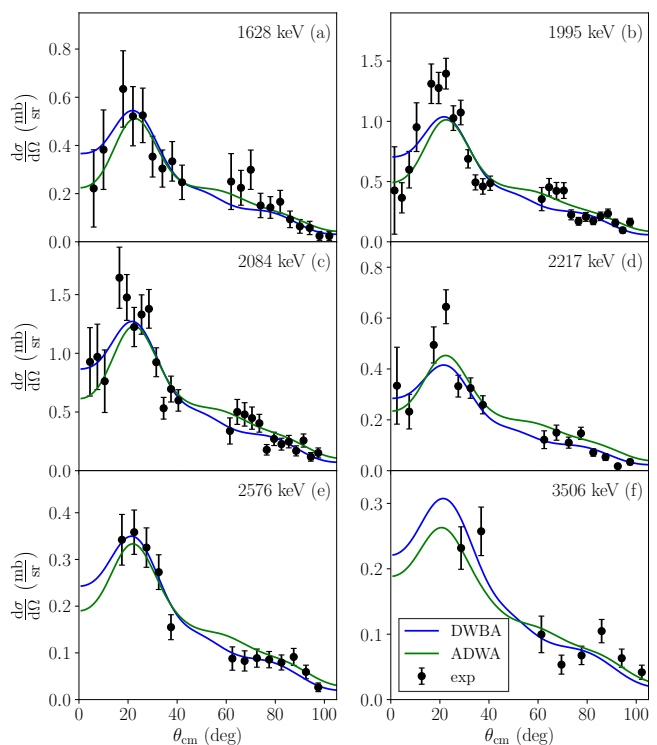 1628 keV (a)
0.8
0.6
0.4
0.2
0.0
dσ/dΩ (mb/sr)
1995 keV (b)
1.5
1.0
0.5
0.0
2084 keV (c)
1.5
1.0
0.5
0.0
dσ/dΩ (mb/sr)
2217 keV (d)
0.8
0.6
0.4
0.2
0.0
2576 keV (e)
0.4
0.3
0.2
0.1
0.0
dσ/dΩ (mb/sr)
0 20 40 60 80 100
θcm (deg)
3506 keV (f)
0.3
0.2
0.1
0.0
DWBA
ADWA
exp
0 20 40 60 80 100
θcm (deg)